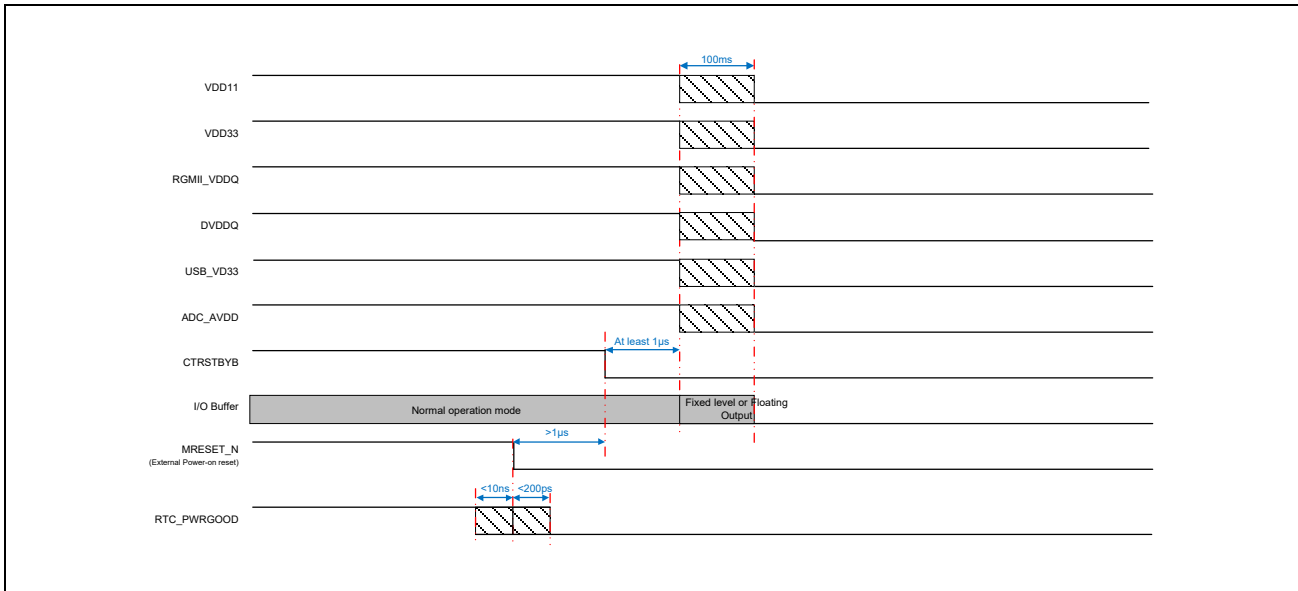 100ms
VDD11
VDD33
RGMII_VDDQ
DVDDQ
USB_VD33
ADC_AVDD
At least 1µs
CTRSTBYB
I/O Buffer
Normal operation mode
Fixed level or Floating
Output
>1µs
MRESET_N
(External Power-on reset)
<10ns
<200ps
RTC_PWRGOOD